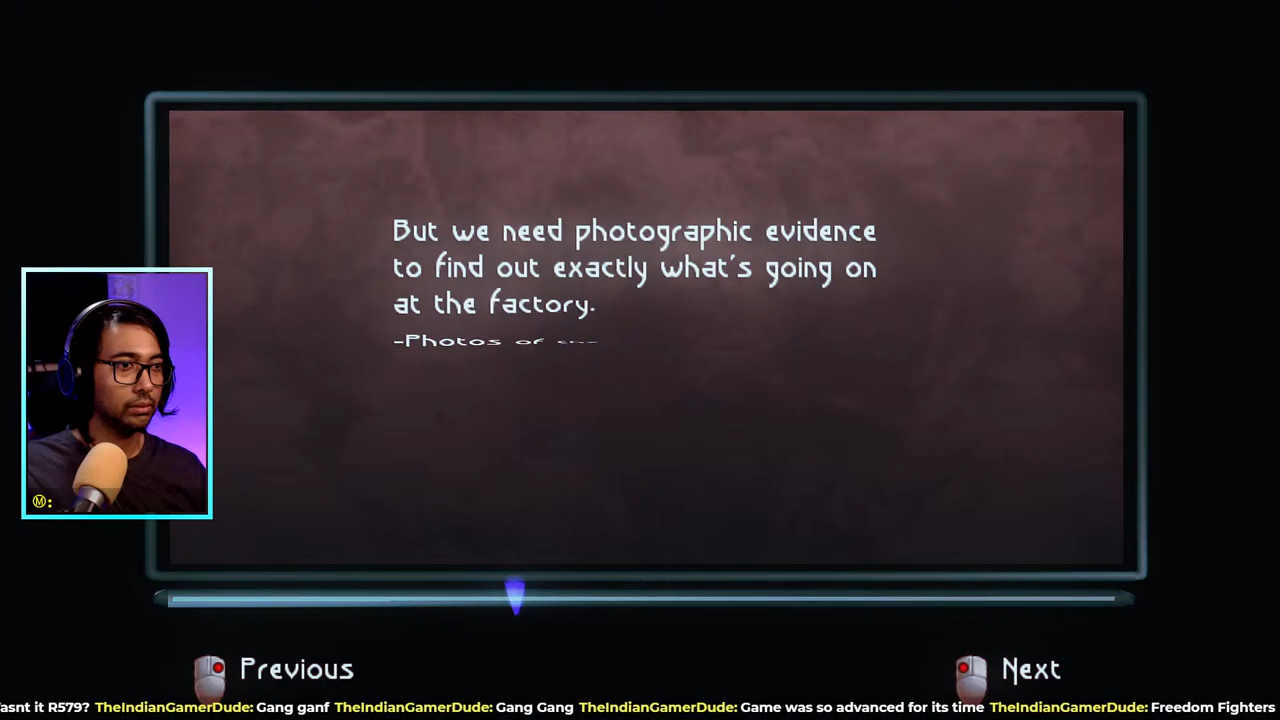 But we need photographic evidence
to find out exactly what's going on
at the factory.
-Photos of
Ⓜ:
Previous
Next
asnt it R579? TheIndianGamerDude: Gang ganf TheIndianGamerDude: Gang Gang TheIndianGamerDude: Game was so advanced for its time TheIndianGamerDude: Freedom Fighters